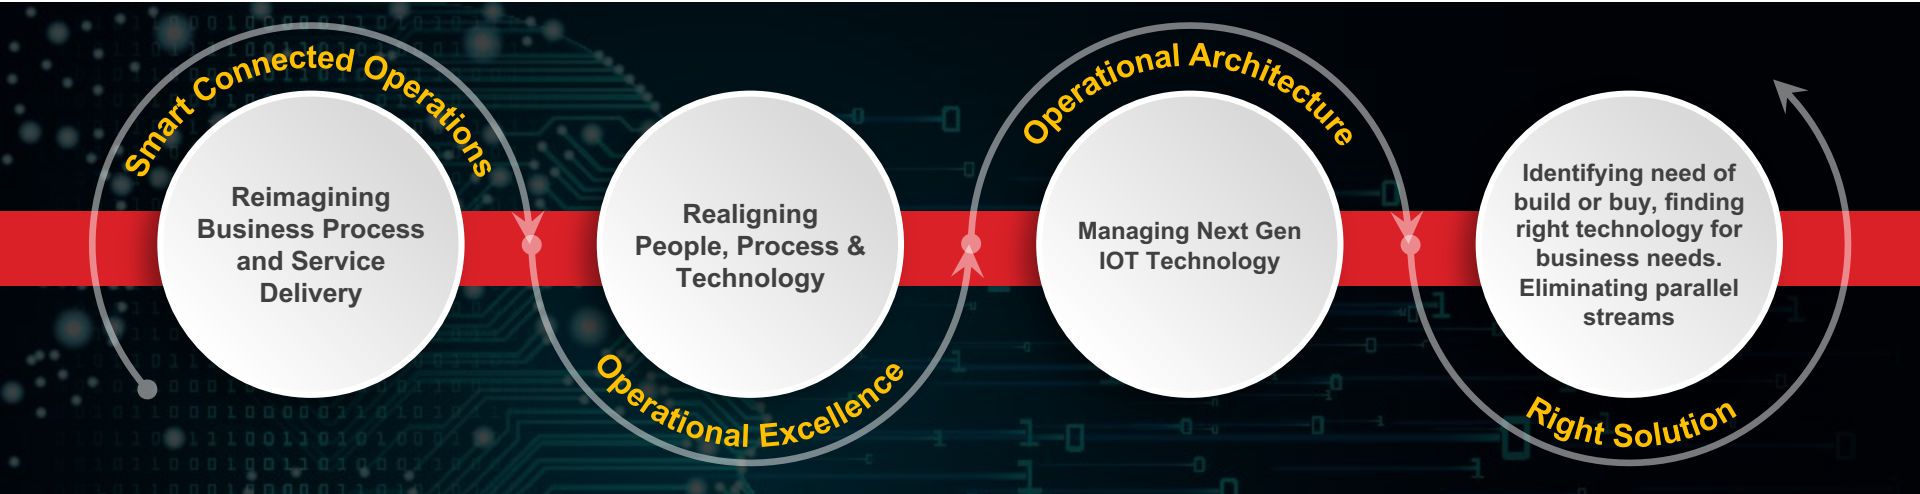 Smart Connected Operations
Reimagining
Business Process
and Service
Delivery
Realigning
People, Process &
Technology
Operational Excellence
Operational Architecture
Managing Next Gen
IOT Technology
Identifying need of
build or buy, finding
right technology for
business needs.
Eliminating parallel
streams
Right Solution